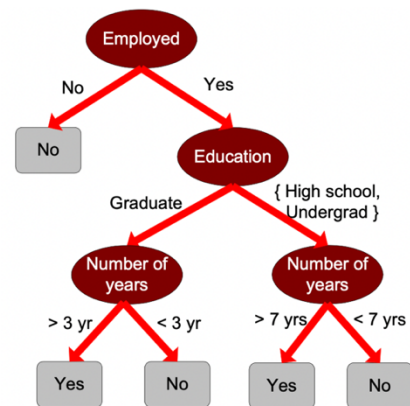 Employed
No
Yes
No
Education
Graduate
{ High school,
Undergrad }
Number of
years
Number of
years
> 3 yr
< 3 yr
> 7 yrs
< 7 yrs
Yes
No
Yes
No